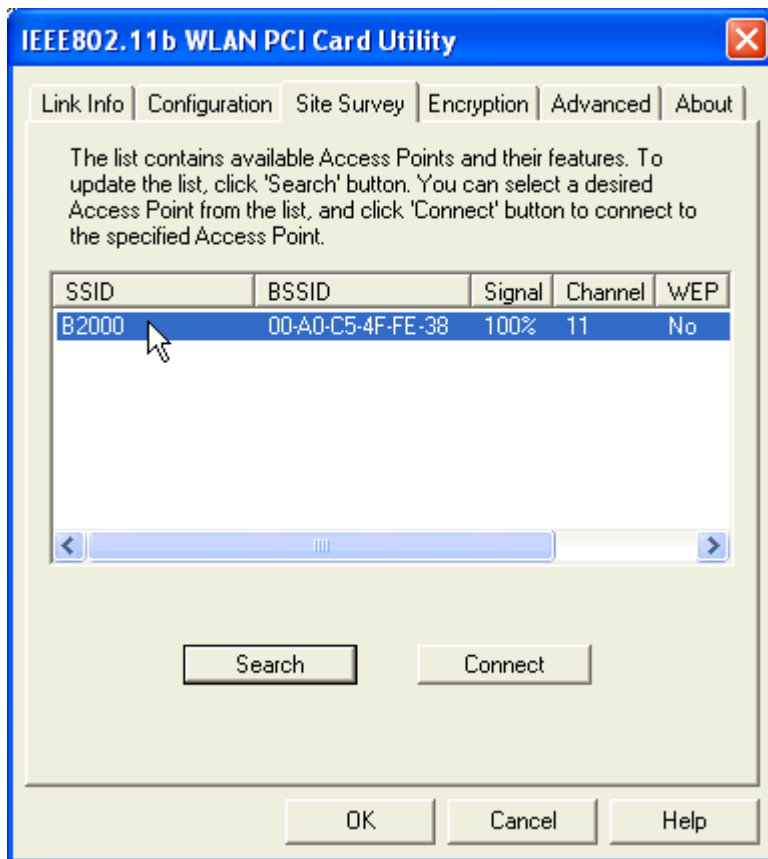 IEEE802.11b WLAN PCI Card Utility
Link Info Configuration Site Survey Encryption Advanced About
The list contains available Access Points and their features. To
update the list, click 'Search' button. You can select a desired
Access Point from the list, and click 'Connect' button to connect to
the specified Access Point.
SSID BSSID Signal Channel WEP
B2000 00-A0-C5-4F-FE-38 100% 11 No
Search Connect
OK Cancel Help